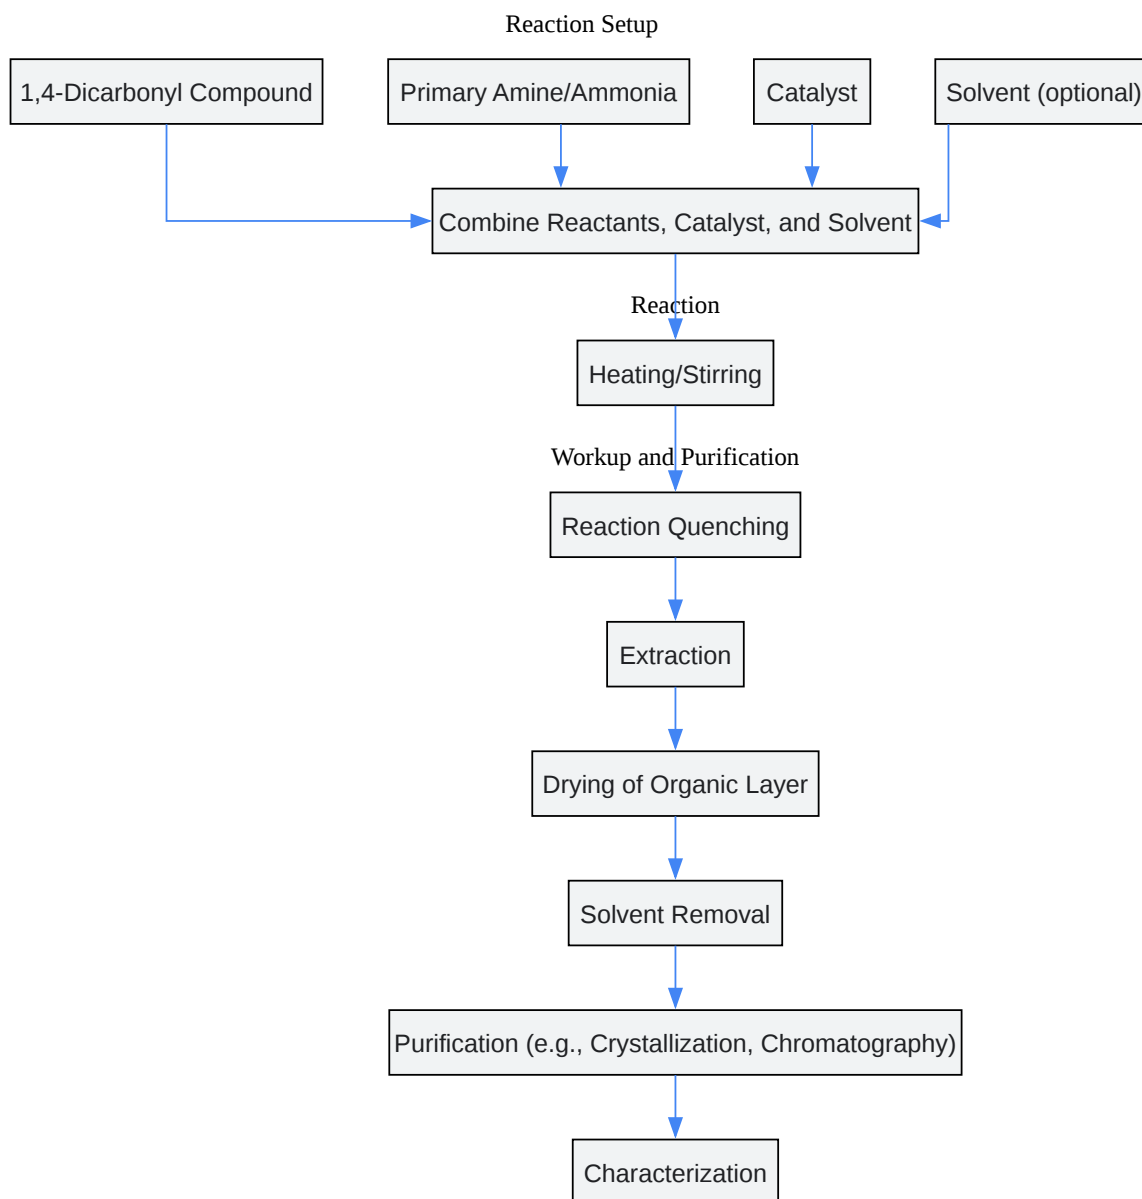 Reaction Setup
1,4-Dicarbonyl Compound
Primary Amine/Ammonia
Catalyst
Solvent (optional)
Combine Reactants, Catalyst, and Solvent
Reaction
Heating/Stirring
Workup and Purification
Reaction Quenching
Extraction
Drying of Organic Layer
Solvent Removal
Purification (e.g., Crystallization, Chromatography)
Characterization